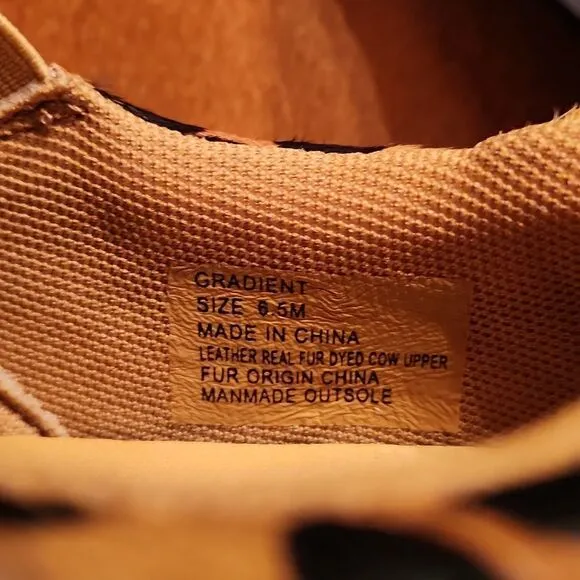 GRADIENT
SIZE 6.5M
MADE IN CHINA
LEATHER REAL FUR DYED COW UPPER
FUR ORIGIN CHINA
MANMADE OUTSOLE